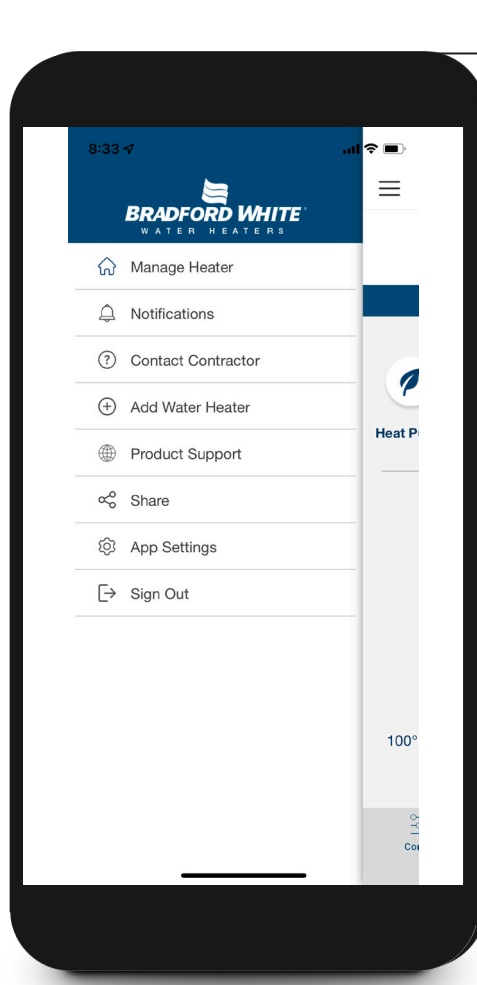 8:33
BRADFORD WHITE
WATER HEATERS
Manage Heater
Notifications
Contact Contractor
Add Water Heater
Product Support
Share
App Settings
Sign Out
Heat P
100°